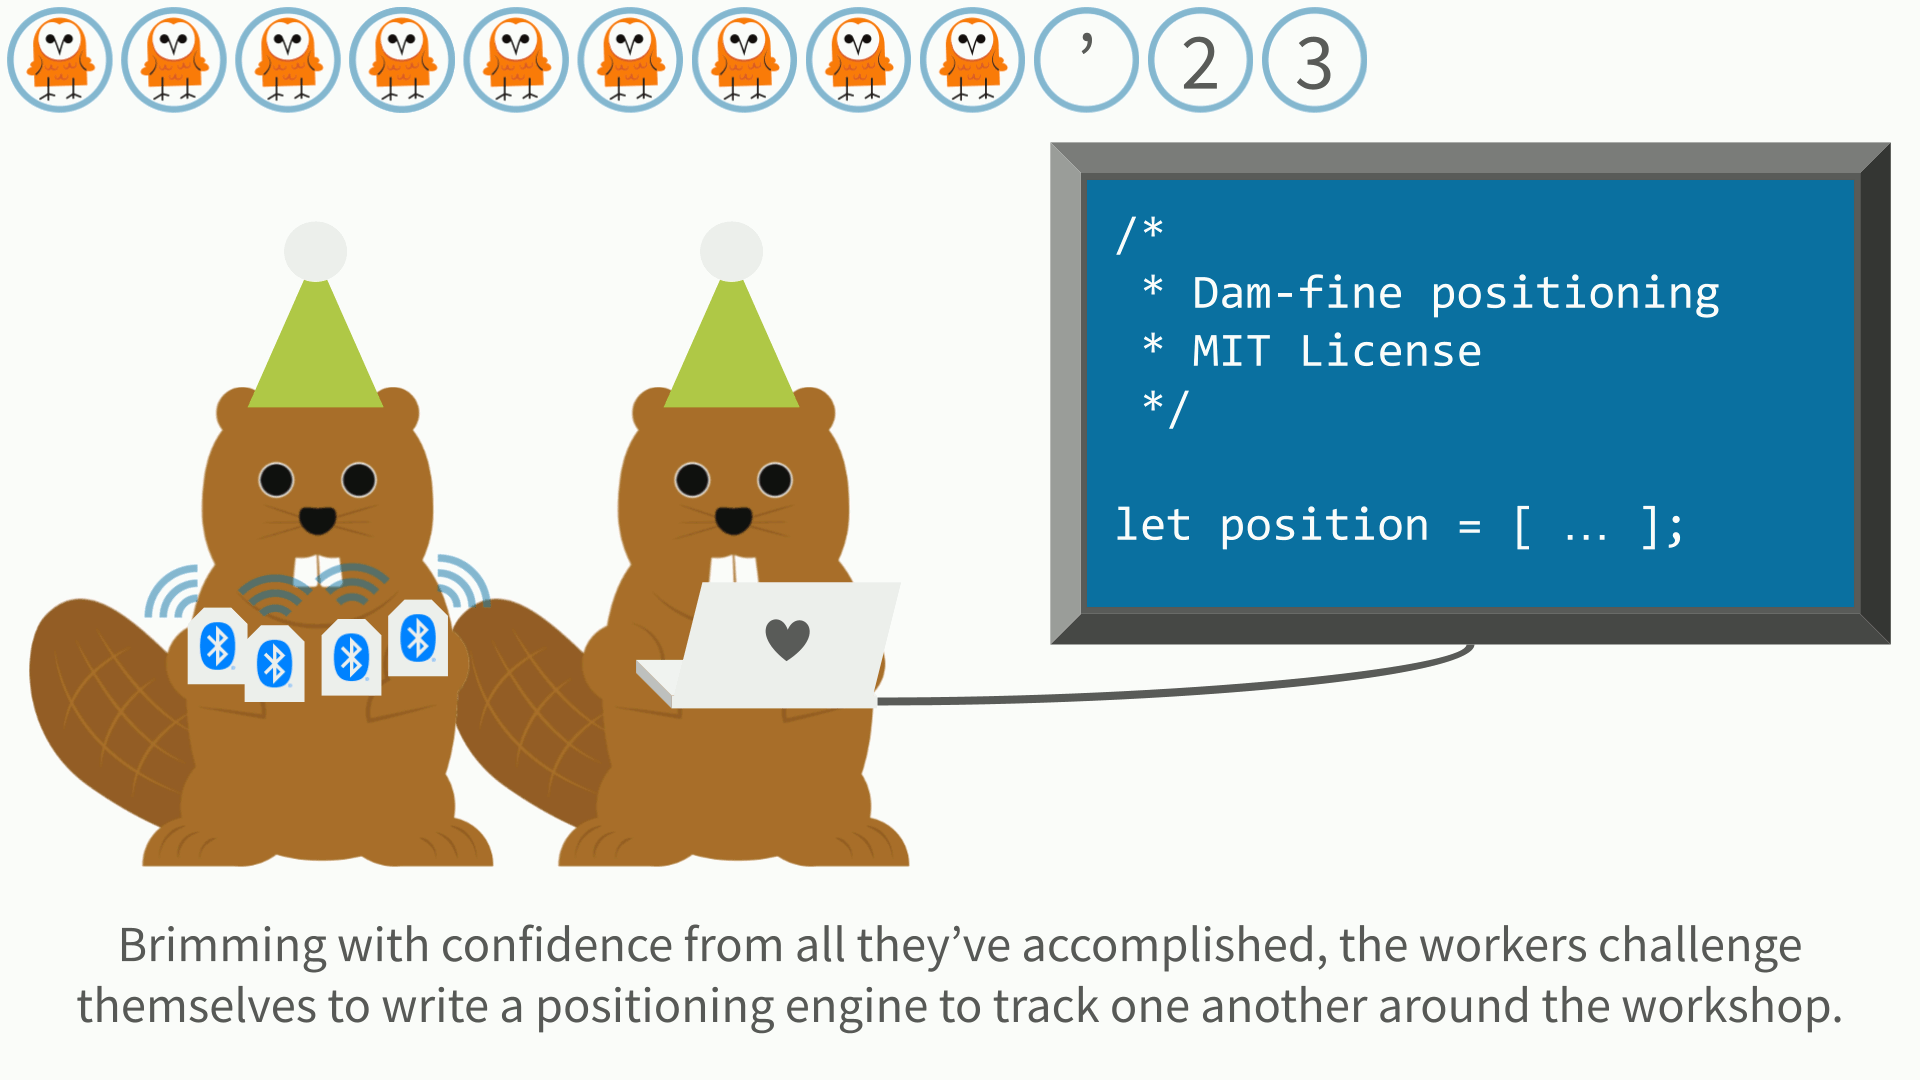 ’ 2 3
/*
* Dam-fine positioning
* MIT License
*/
let position = [ … ];
Brimming with confidence from all they’ve accomplished, the workers challenge
themselves to write a positioning engine to track one another around the workshop.